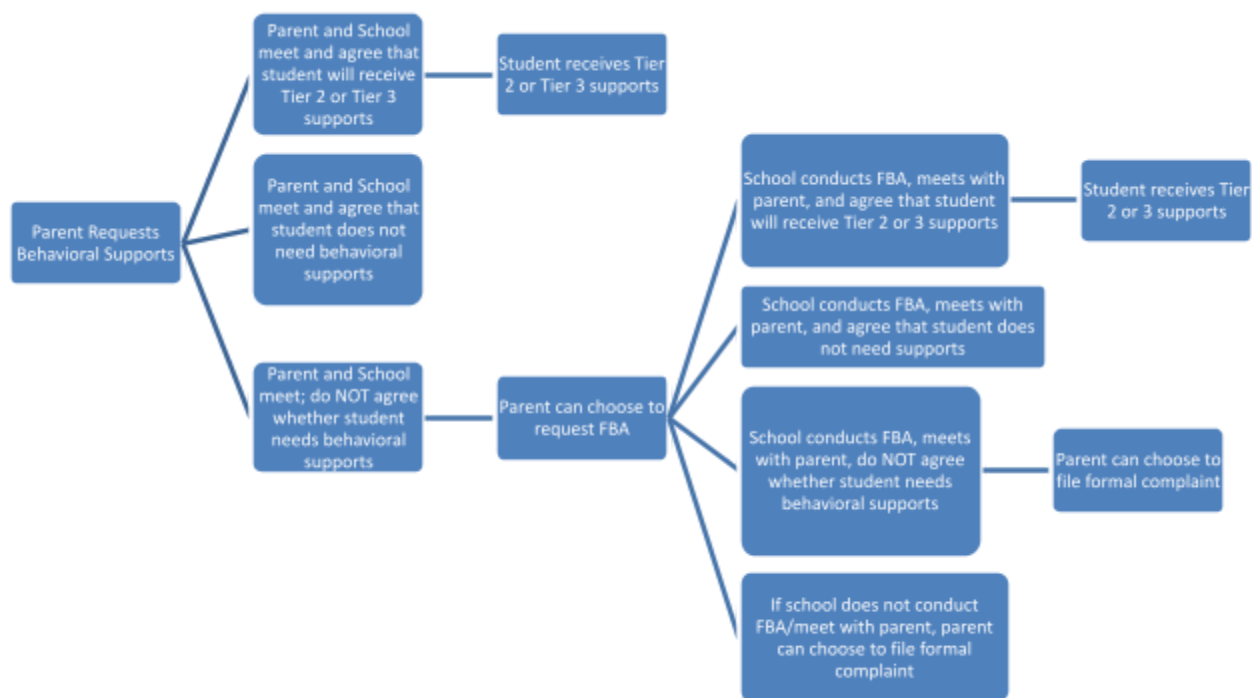 Parent Requests
Behavioral Supports
Parent and School
meet and agree that
student will receive
Tier 2 or Tier 3
supports
Student receives Tier
2 or Tier 3 supports
Parent and School
meet and agree that
student does not
need behavioral
supports
Parent and School
meet; do NOT agree
whether student
needs behavioral
supports
Parent can choose to
request FBA
School conducts FBA, meets with
parent, and agree that student
will receive Tier 2 or 3 supports
Student receives Tier
2 or 3 supports
School conducts FBA, meets with
parent, and agree that student does
not need supports
School conducts FBA, meets
with parent, do NOT agree
whether student needs
behavioral supports
Parent can choose to
file formal complaint
If school does not conduct
FBA/meet with parent, parent
can choose to file formal
complaint